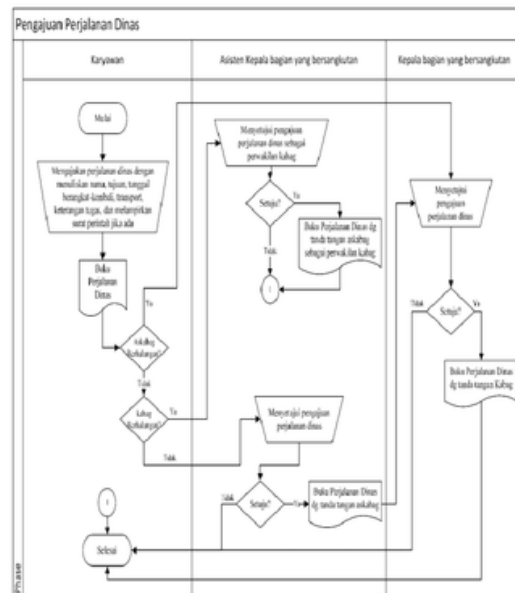 Pengajuan Perjalanan Dinas
Karyawan
Asisten Kepala bagian yang bersangkutan
Kepala bagian yang bersangkutan
Mulai
Mengajukan perjalanan dinas dengan
menuliskan nama, tujuan, tanggal
berangkat-kembali, transport,
keterangan tugas, dan melampirkan
surat perintah jika ada
Buku
Perjalanan
Dinas
Askabag
Berhalangan?
Ya
Tidak
Kabag
Berhalangan?
Ya
Tidak
Menyetujui pengajuan
perjalanan dinas sebagai
perwakilan kabag
Setuju?
Ya
Tidak
Buku Perjalanan Dinas dg
tanda tangan askabag
sebagai perwakilan kabag
1
Menyetujui
pengajuan
perjalanan dinas
Setuju?
Tidak
Ya
Buku Perjalanan Dinas
dg tanda tangan Kabag
Menyetujui pengajuan
perjalanan dinas
Setuju?
Tidak
Ya
Buku Perjalanan Dinas
dg tanda tangan askabag
1
Selesai
Phase